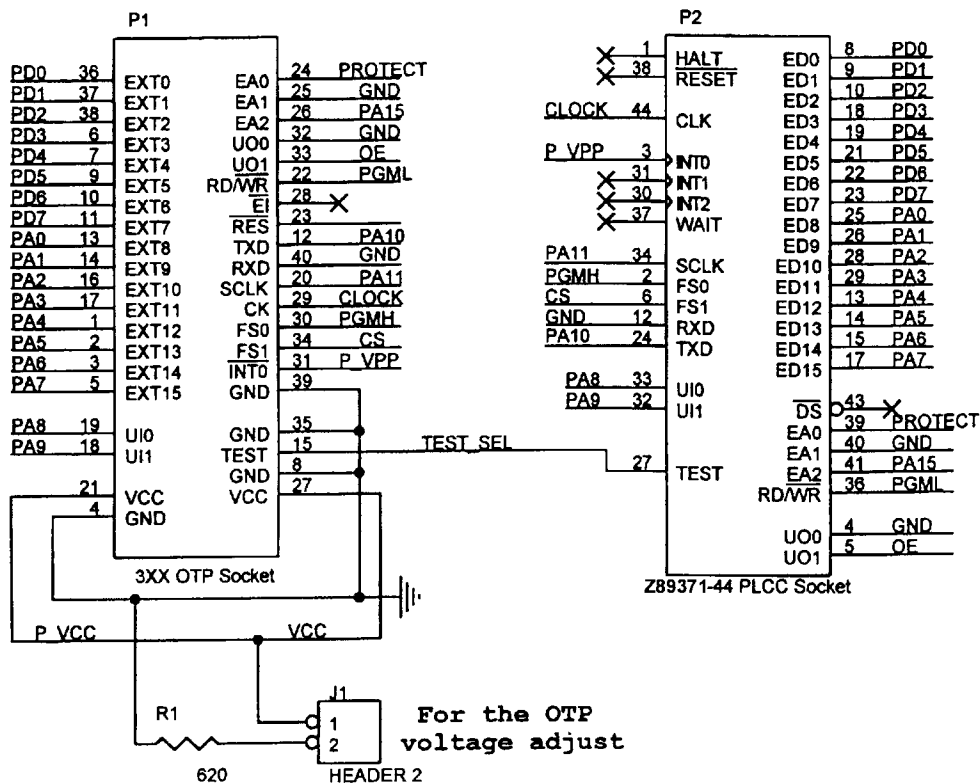 P1
PD0 36 EXT0 EA0 24 PROTECT
PD1 37 EXT1 EA1 25 GND
PD2 38 EXT2 EA2 26 PA15
PD3 6 EXT3 UO0 32 GND
PD4 7 EXT4 UO1 33 OE
PD5 9 EXT5 RD/WR 22 PGML
PD6 10 EXT6 EI 28
PD7 11 EXT7 RES 23
PA0 13 EXT8 TXD 12 PA10
PA1 14 EXT9 RXD 40 GND
PA2 16 EXT10 SCLK 20 PA11
PA3 17 EXT11 CK 29 CLOCK
PA4 1 EXT12 FS0 30 PGMH
PA5 2 EXT13 FS1 34 CS
PA6 3 EXT14 INT0 31 P_VPP
PA7 5 EXT15 GND 39
PA8 19 UI0 GND 35
PA9 18 UI1 TEST 15 TEST_SEL
GND 8
21 VCC VCC 27
4 GND
3XX OTP Socket
P_VCC VCC
R1
620
J1
1
2
HEADER 2
For the OTP
voltage adjust
P2
1 HALT ED0 8 PD0
38 RESET ED1 9 PD1
ED2 10 PD2
CLOCK 44 CLK ED3 18 PD3
ED4 19 PD4
P_VPP 3 INT0 ED5 21 PD5
31 INT1 ED6 22 PD6
30 INT2 ED7 23 PD7
37 WAIT ED8 25 PA0
ED9 26 PA1
PA11 34 SCLK ED10 28 PA2
PGMH 2 FS0 ED11 29 PA3
CS 6 FS1 ED12 13 PA4
GND 12 RXD ED13 14 PA5
PA10 24 TXD ED14 15 PA6
ED15 17 PA7
PA8 33 UI0
PA9 32 UI1 DS 43
EA0 39 PROTECT
EA1 40 GND
27 TEST EA2 41 PA15
RD/WR 36 PGML
UO0 4 GND
UO1 5 OE
Z89371-44 PLCC Socket